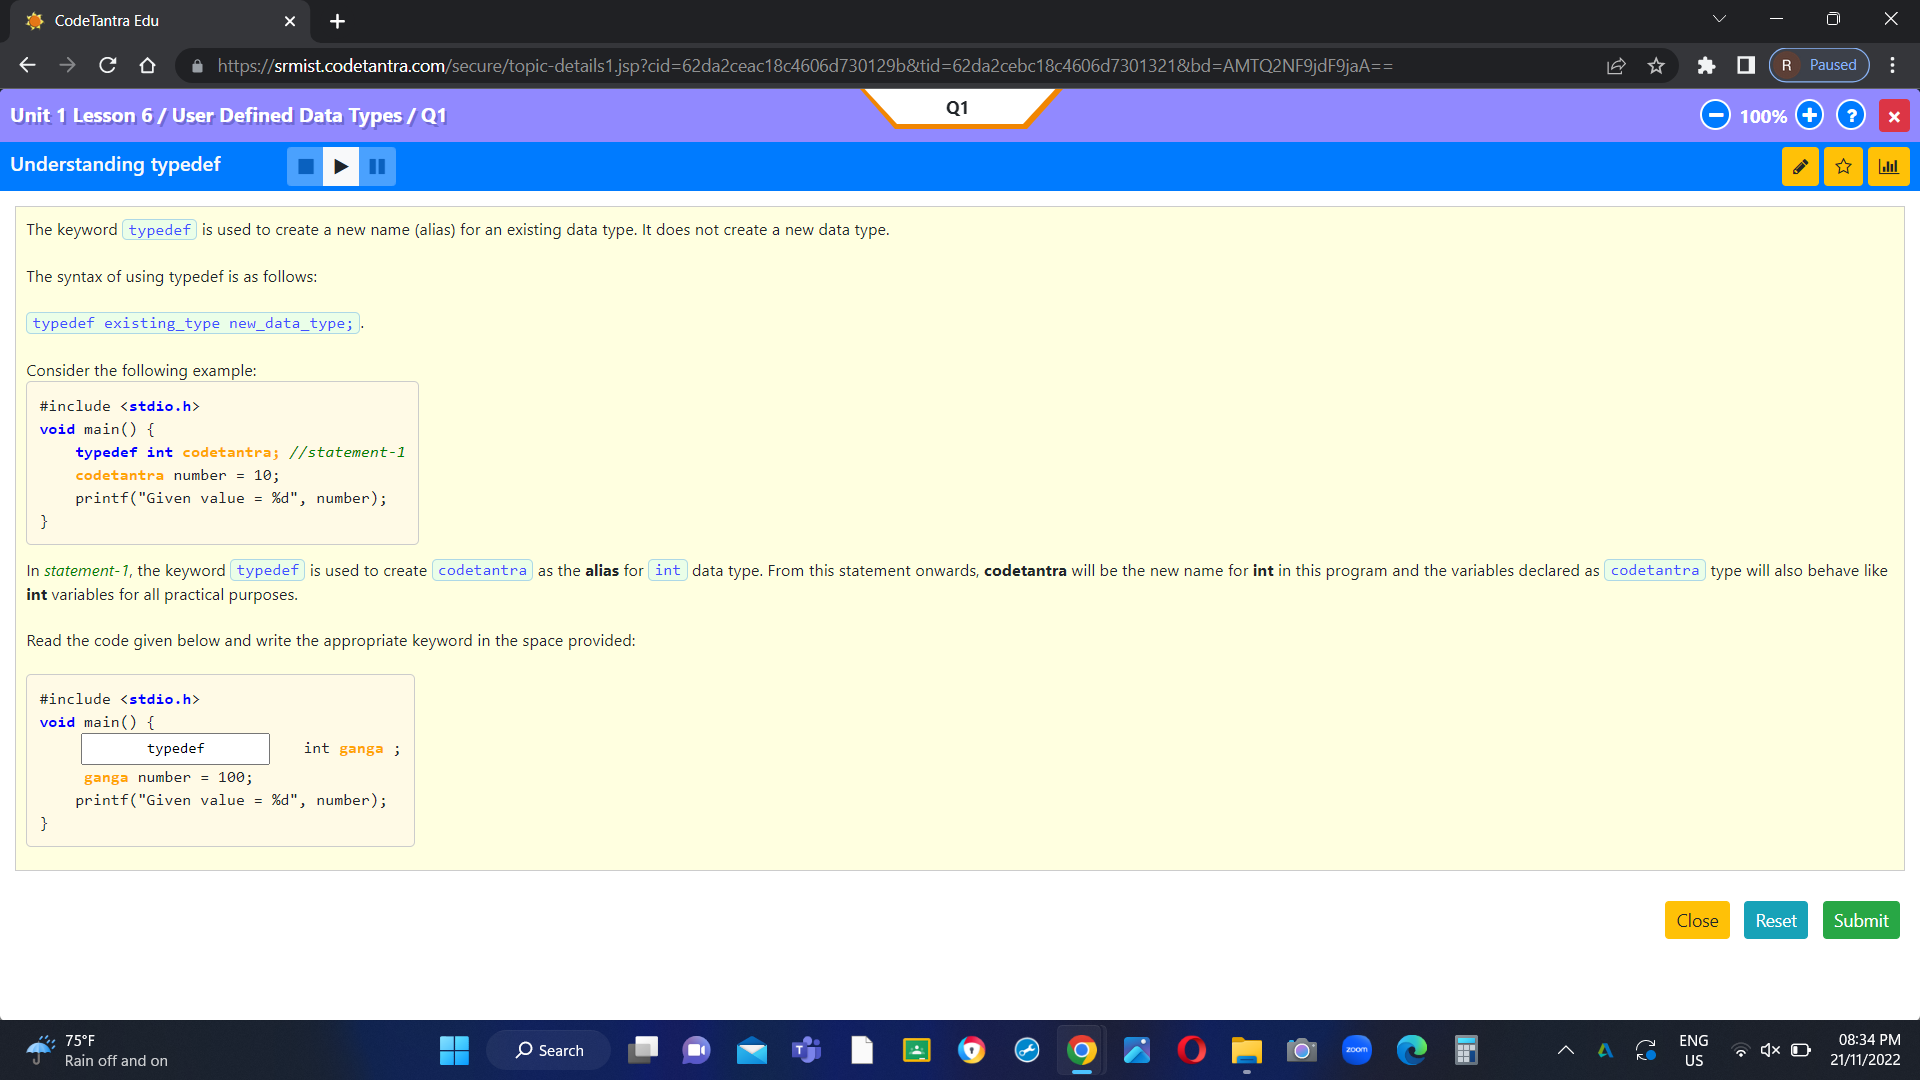 CodeTantra Edu
https://srmist.codetantra.com/secure/topic-details1.jsp?cid=62da2ceac18c4606d730129b&tid=62da2cebc18c4606d7301321&bd=AMTQ2NF9jdF9jaA==
R Paused
Unit 1 Lesson 6 / User Defined Data Types / Q1
Q1
100%
?
Understanding typedef
The keyword typedef is used to create a new name (alias) for an existing data type. It does not create a new data type.
The syntax of using typedef is as follows:
typedef existing_type new_data_type; .
Consider the following example:
#include <stdio.h>
void main() {
typedef int codetantra; //statement-1
codetantra number = 10;
printf("Given value = %d", number);
}
In statement-1, the keyword typedef is used to create codetantra as the alias for int data type. From this statement onwards, codetantra will be the new name for int in this program and the variables declared as codetantra type will also behave like
int variables for all practical purposes.
Read the code given below and write the appropriate keyword in the space provided:
#include <stdio.h>
void main() {
typedef int ganga ;
ganga number = 100;
printf("Given value = %d", number);
}
Close Reset Submit
75°F
Rain off and on
Search
zoom
ENG
US
08:34 PM
21/11/2022